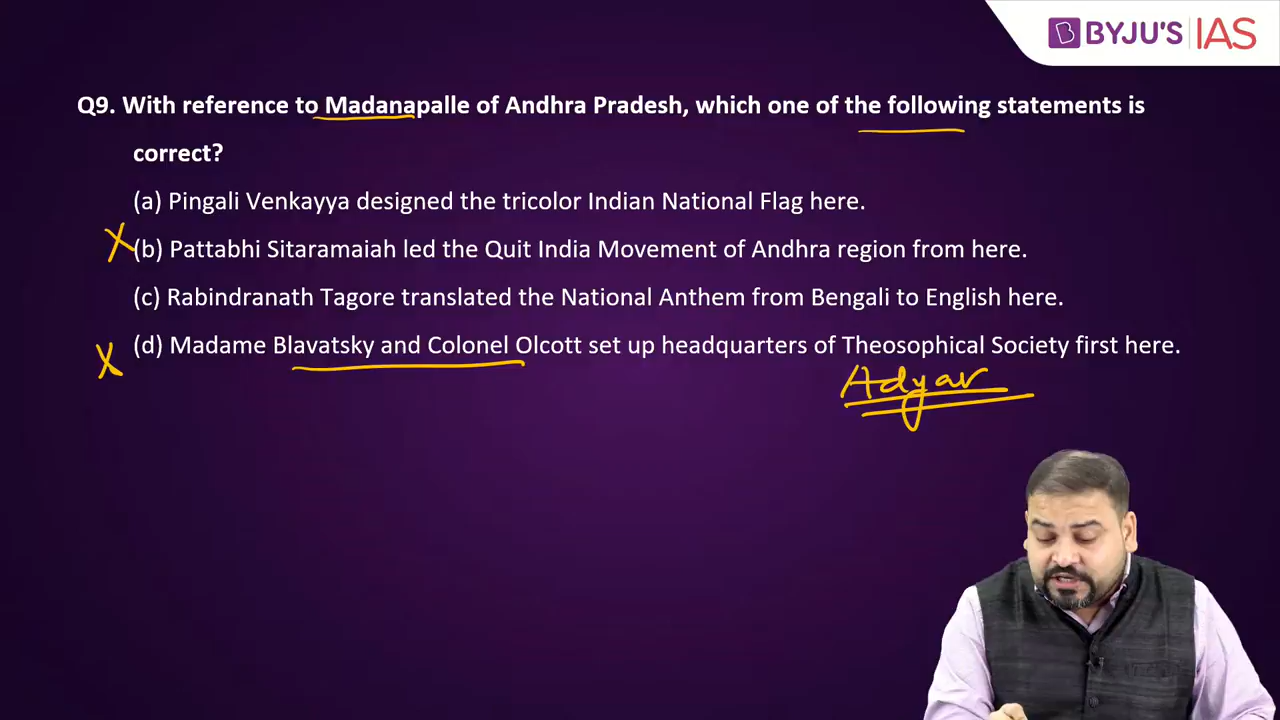 BYJU'S IAS
Q9. With reference to Madanapalle of Andhra Pradesh, which one of the following statements is
correct?
(a) Pingali Venkayya designed the tricolor Indian National Flag here.
(b) Pattabhi Sitaramaiah led the Quit India Movement of Andhra region from here.
(c) Rabindranath Tagore translated the National Anthem from Bengali to English here.
(d) Madame Blavatsky and Colonel Olcott set up headquarters of Theosophical Society first here.
Adyar